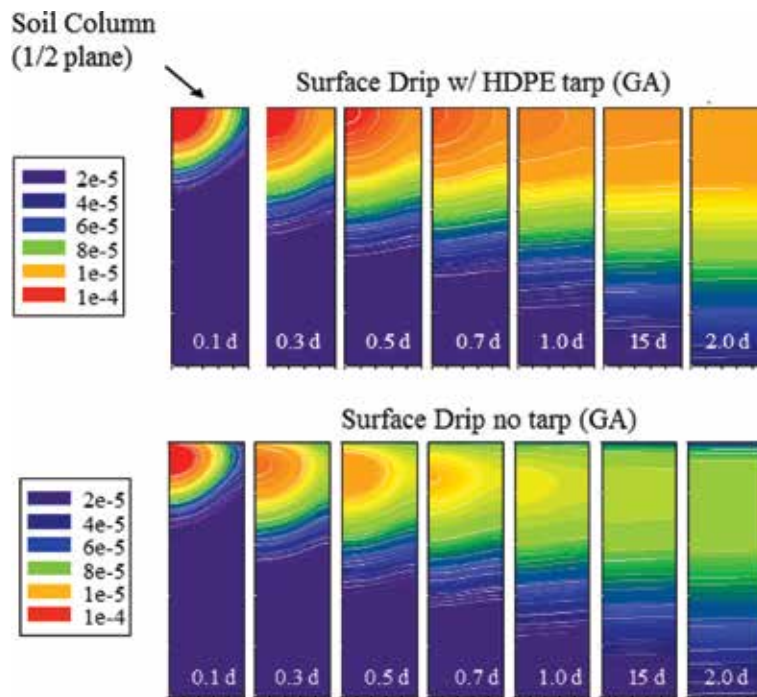 Soil Column
(1/2 plane)
Surface Drip w/ HDPE tarp (GA)
2e-5
4e-5
6e-5
8e-5
1e-5
1e-4
0.1 d
0.3 d
0.5 d
0.7 d
1.0 d
15 d
2.0 d
Surface Drip no tarp (GA)
2e-5
4e-5
6e-5
8e-5
1e-5
1e-4
0.1 d
0.3 d
0.5 d
0.7 d
1.0 d
15 d
2.0 d